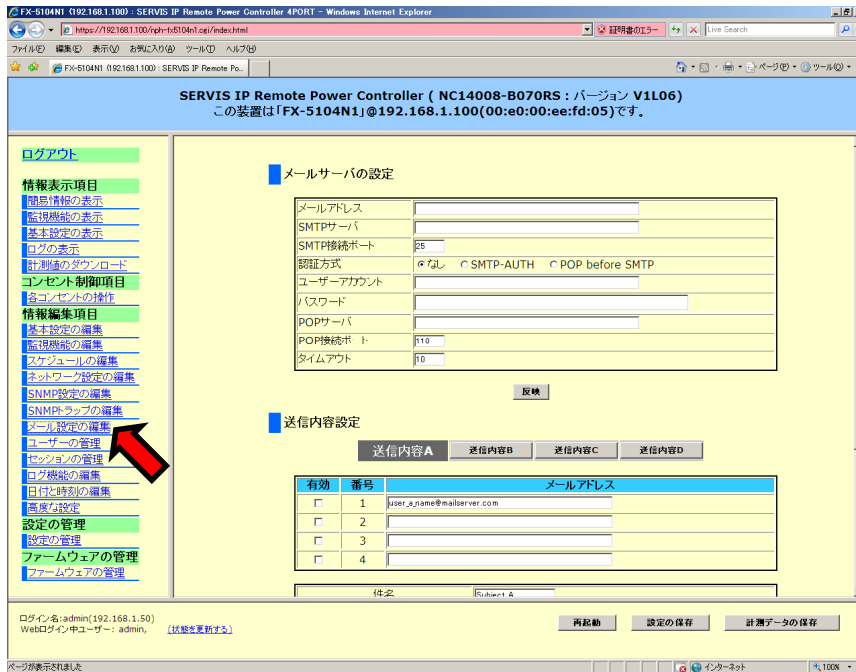 FX-5104N1 (192.168.1.100) : SERVIS IP Remote Power Controller 4PORT - Windows Internet Explorer
https://192.168.1.100/nph-fx5104n1.cgi/index.html
証明書のエラー
Live Search
ファイル(F) 編集(E) 表示(V) お気に入り(A) ツール(T) ヘルプ(H)
FX-5104N1 (192.168.1.100) : SERVIS IP Remote Po...
ページ(P) ツール(O)
SERVIS IP Remote Power Controller ( NC14008-B070RS : バージョン V1L06)
この装置は「FX-5104N1」@192.168.1.100(00:e0:00:ee:fd:05)です。
ログアウト
情報表示項目
簡易情報の表示
監視機能の表示
基本設定の表示
ログの表示
計測値のダウンロード
コンセント制御項目
各コンセントの操作
情報編集項目
基本設定の編集
監視機能の編集
スケジュールの編集
ネットワーク設定の編集
SNMP設定の編集
SNMPトラップの編集
メール設定の編集
ユーザーの管理
セッションの管理
ログ機能の編集
日付と時刻の編集
高度な設定
設定の管理
設定の管理
ファームウェアの管理
ファームウェアの管理
メールサーバの設定
メールアドレス
SMTPサーバ
SMTP接続ポート 25
認証方式 なし SMTP-AUTH POP before SMTP
ユーザーアカウント
パスワード
POPサーバ
POP接続ポート 110
タイムアウト 10
反映
送信内容設定
送信内容A 送信内容B 送信内容C 送信内容D
有効 番号 メールアドレス
1 user_a_name@mailserver.com
2
3
4
件名 Subject A
ログイン名:admin(192.168.1.50)
Webログイン中ユーザー: admin, (状態を更新する)
再起動 設定の保存 計測データの保存
ページが表示されました
インターネット 100%